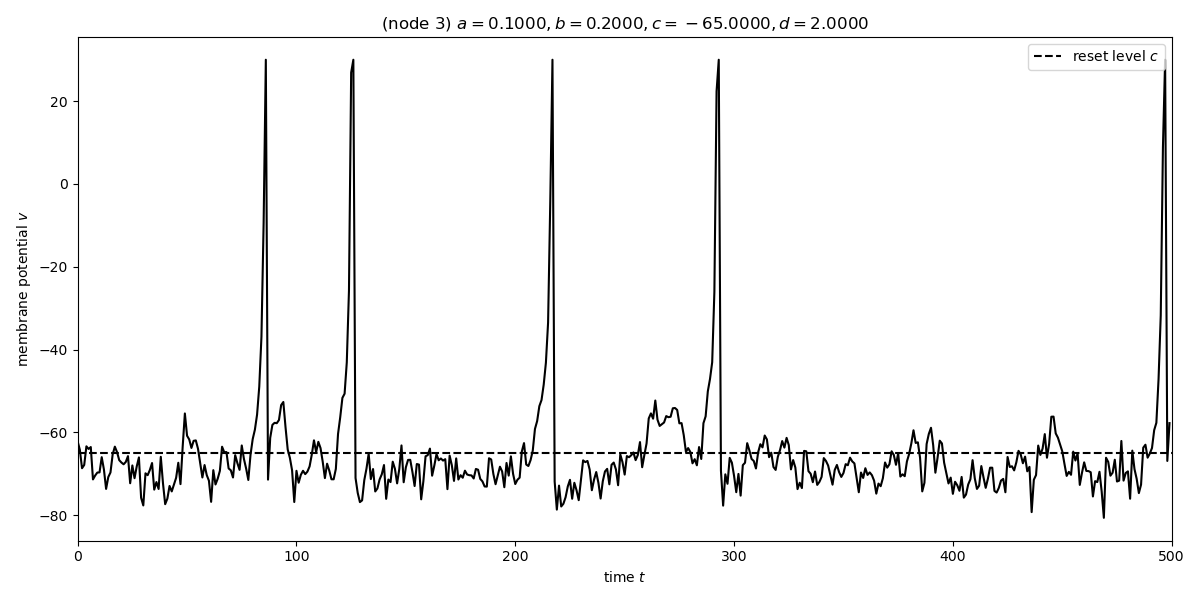 (node 3) a = 0.1000, b = 0.2000, c = −65.0000, d = 2.0000
reset level c
20
0
−20
−40
−60
−80
membrane potential v
0 100 200 300 400 500
time t